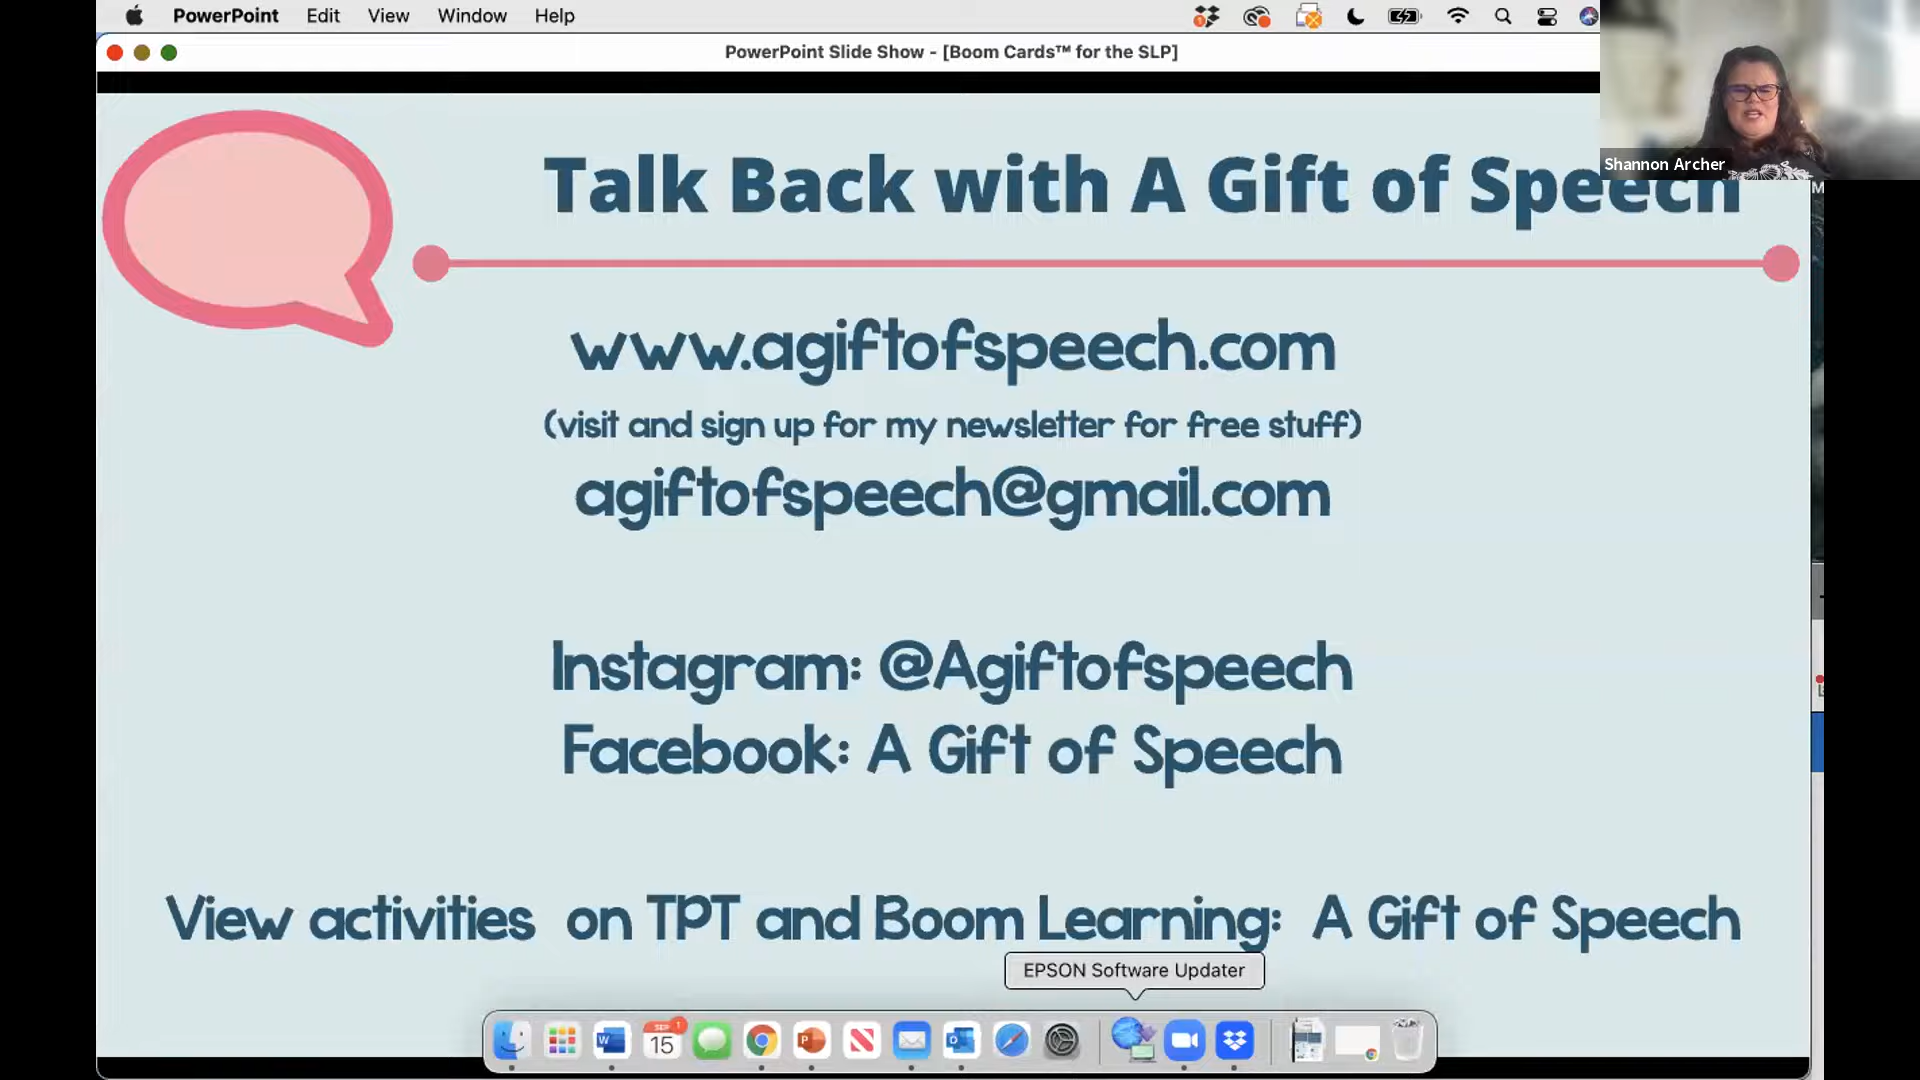 PowerPoint Edit View Window Help
PowerPoint Slide Show - [Boom Cards™ for the SLP]
Shannon Archer
Talk Back with A Gift of Speech
www.agiftofspeech.com
(visit and sign up for my newsletter for free stuff)
agiftofspeech@gmail.com
Instagram: @Agiftofspeech
Facebook: A Gift of Speech
View activities on TPT and Boom Learning: A Gift of Speech
EPSON Software Updater
SEP 1
15